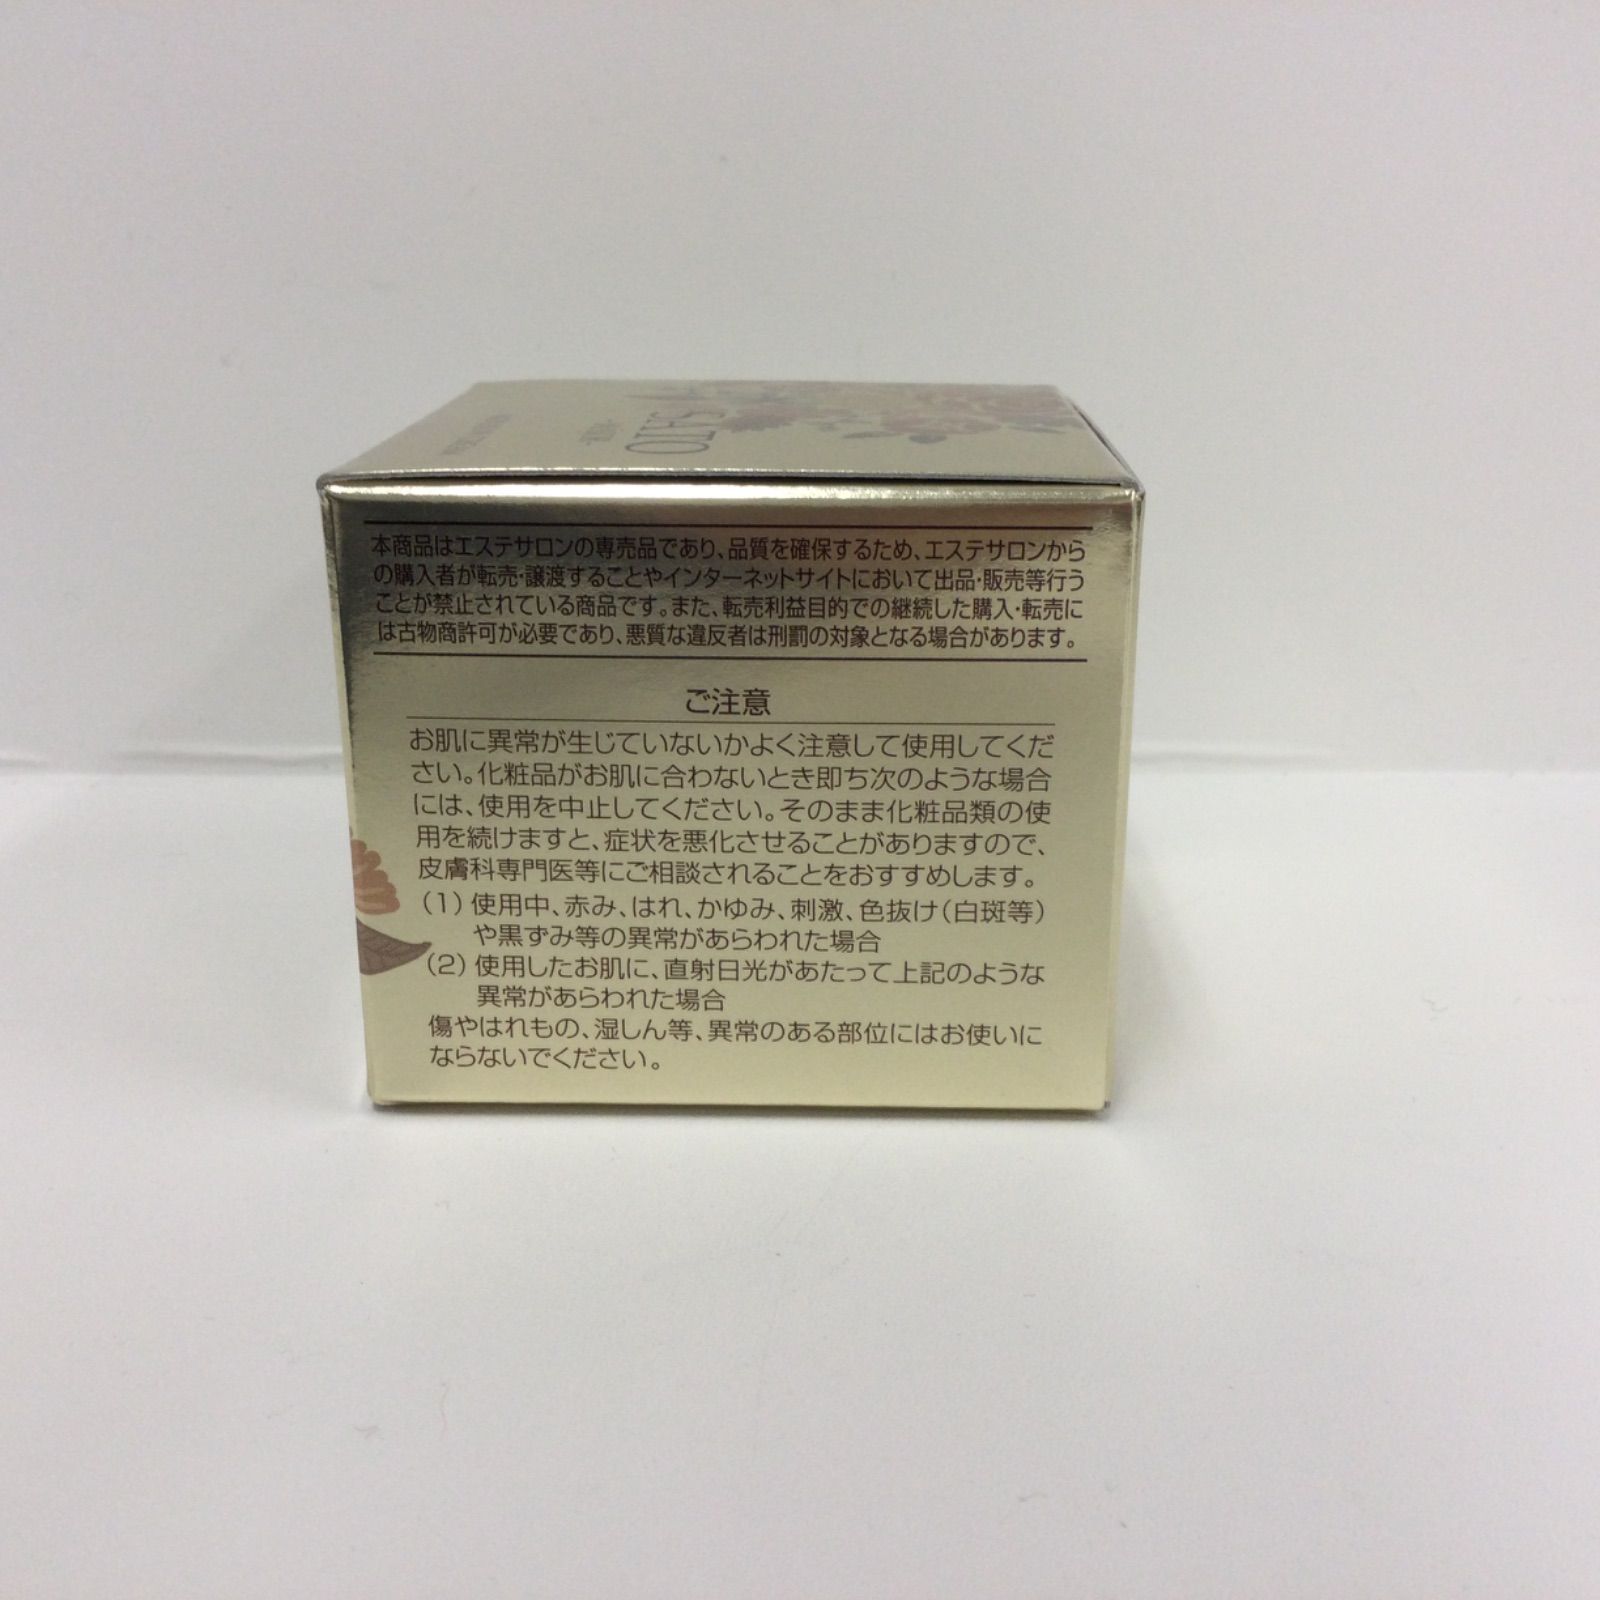 本商品はエステサロンの専売品であり、品質を確保するため、エステサロンから
の購入者が転売・譲渡することやインターネットサイトにおいて出品・販売等行う
ことが禁止されている商品です。また、転売利益目的での継続した購入・転売に
は古物商許可が必要であり、悪質な違反者は刑罰の対象となる場合があります。
ご注意
お肌に異常が生じていないかよく注意して使用してくだ
さい。化粧品がお肌に合わないとき即ち次のような場合
には、使用を中止してください。そのまま化粧品類の使
用を続けますと、症状を悪化させることがありますので、
皮膚科専門医等にご相談されることをおすすめします。
(1) 使用中、赤み、はれ、かゆみ、刺激、色抜け(白斑等)
や黒ずみ等の異常があらわれた場合
(2) 使用したお肌に、直射日光があたって上記のような
異常があらわれた場合
傷やはれもの、湿しん等、異常のある部位にはお使いに
ならないでください。